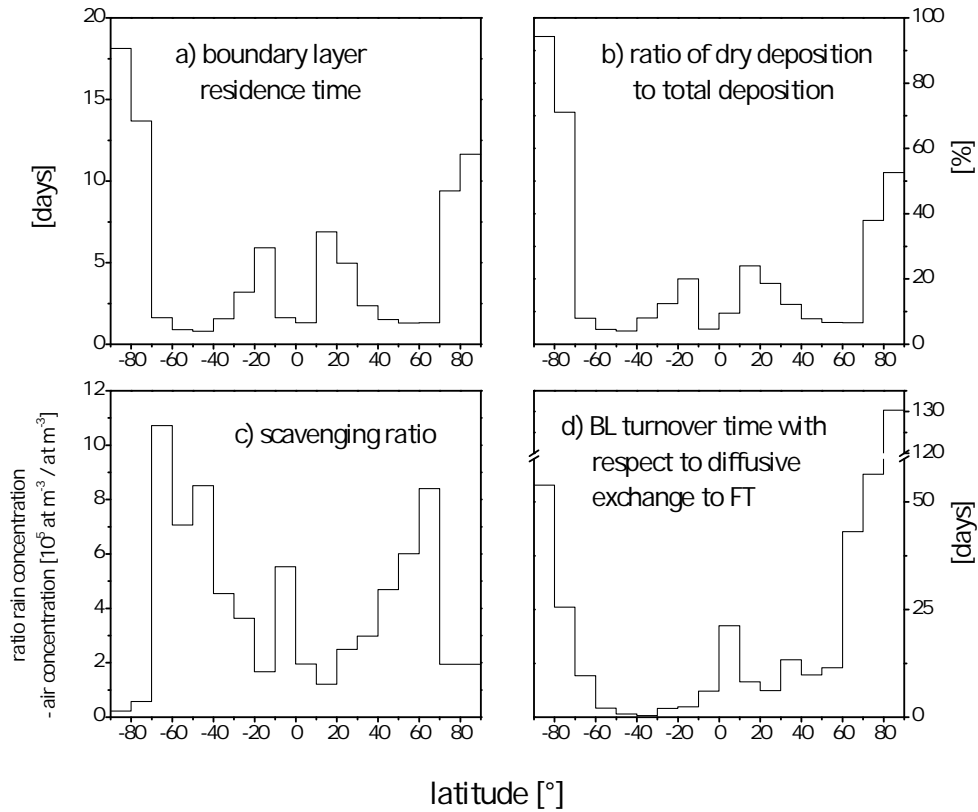 20
15
10
5
0
[days]
a) boundary layer
residence time
-80 -60 -40 -20 0 20 40 60 80
100
80
60
40
20
0
[%]
b) ratio of dry deposition
to total deposition
-80 -60 -40 -20 0 20 40 60 80
12
10
8
6
4
2
0
ratio rain concentration
- air concentration [10⁵ at m⁻³ / at m⁻³]
c) scavenging ratio
-80 -60 -40 -20 0 20 40 60 80
d) BL turnover time with
respect to diffusive
exchange to FT
130
120
50
25
0
[days]
-80 -60 -40 -20 0 20 40 60 80
latitude [°]